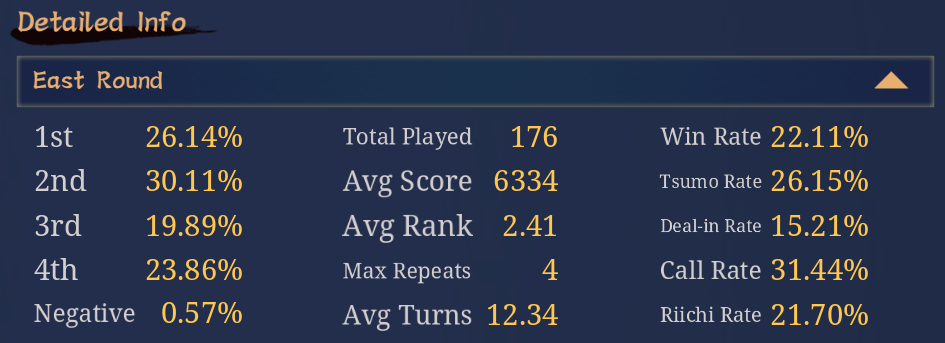 Detailed Info
East Round
1st 26.14% Total Played 176 Win Rate 22.11%
2nd 30.11% Avg Score 6334 Tsumo Rate 26.15%
3rd 19.89% Avg Rank 2.41 Deal-in Rate 15.21%
4th 23.86% Max Repeats 4 Call Rate 31.44%
Negative 0.57% Avg Turns 12.34 Riichi Rate 21.70%